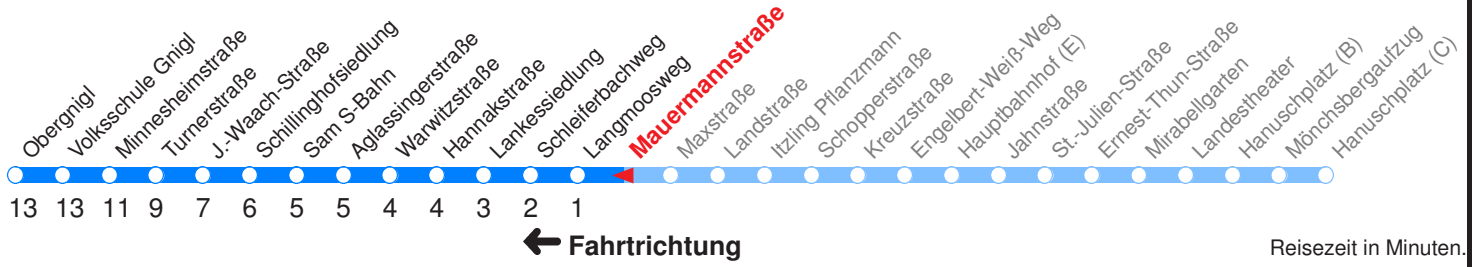 Obergnigl
Volksschule Gnigl
Minnesheimstraße
Turnerstraße
J.-Waach-Straße
Schillinghofsiedlung
Sam S-Bahn
Aglassingerstraße
Warwitzstraße
Hannakstraße
Lankessiedlung
Schleiferbachweg
Langmoosweg
Mauermannstraße
Maxstraße
Landstraße
Itzling Pflanzmann
Schopperstraße
Kreuzstraße
Engelbert-Weiß-Weg
Hauptbahnhof (E)
Jahnstraße
St.-Julien-Straße
Ernest-Thun-Straße
Mirabellgarten
Landestheater
Hanuschplatz (B)
Mönchsbergaufzug
Hanuschplatz (C)
13 13 11 9 7 6 5 5 4 4 3 2 1
Fahrtrichtung
Reisezeit in Minuten.